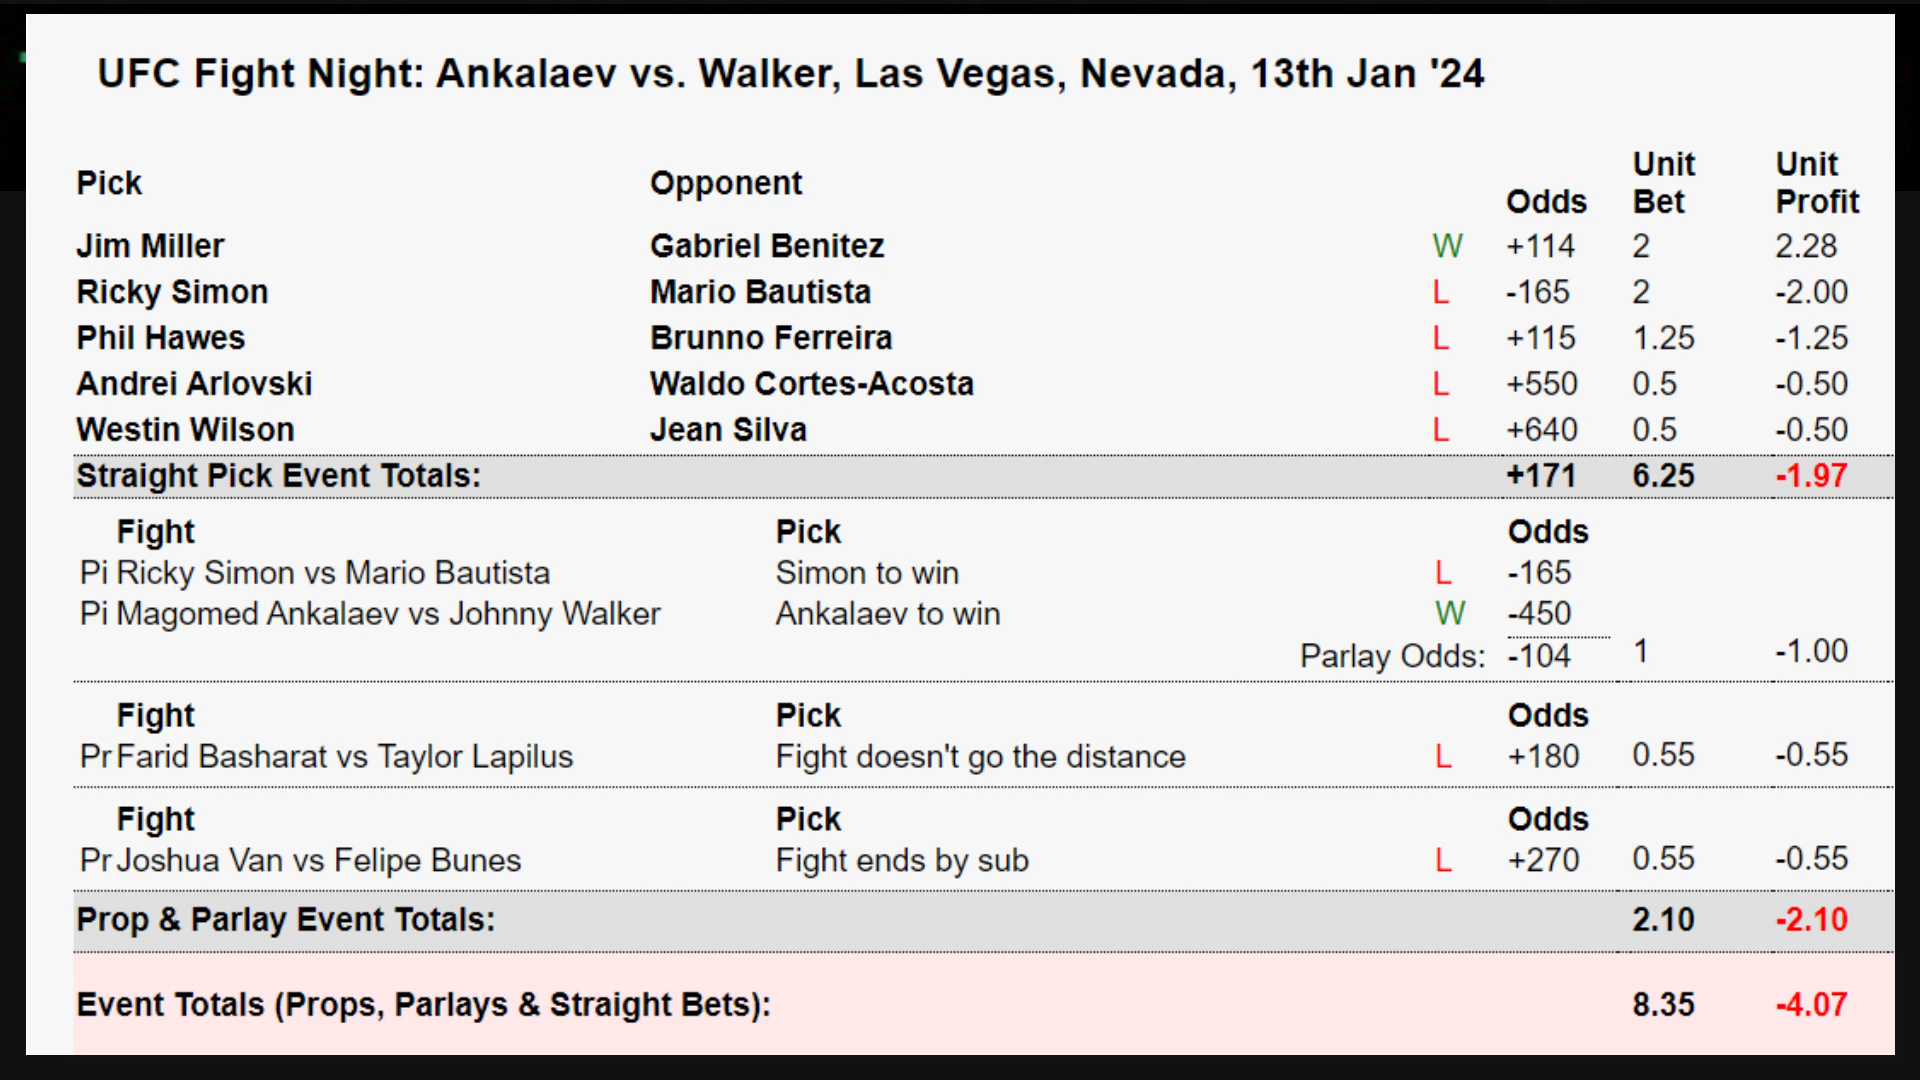 UFC Fight Night: Ankalaev vs. Walker, Las Vegas, Nevada, 13th Jan '24
Pick Opponent Odds Unit Bet Unit Profit
Jim Miller Gabriel Benitez W +114 2 2.28
Ricky Simon Mario Bautista L -165 2 -2.00
Phil Hawes Brunno Ferreira L +115 1.25 -1.25
Andrei Arlovski Waldo Cortes-Acosta L +550 0.5 -0.50
Westin Wilson Jean Silva L +640 0.5 -0.50
Straight Pick Event Totals: +171 6.25 -1.97
Fight Pick Odds
Pi Ricky Simon vs Mario Bautista Simon to win L -165
Pi Magomed Ankalaev vs Johnny Walker Ankalaev to win W -450
Parlay Odds: -104 1 -1.00
Fight Pick Odds
Pr Farid Basharat vs Taylor Lapilus Fight doesn't go the distance L +180 0.55 -0.55
Fight Pick Odds
Pr Joshua Van vs Felipe Bunes Fight ends by sub L +270 0.55 -0.55
Prop & Parlay Event Totals: 2.10 -2.10
Event Totals (Props, Parlays & Straight Bets): 8.35 -4.07